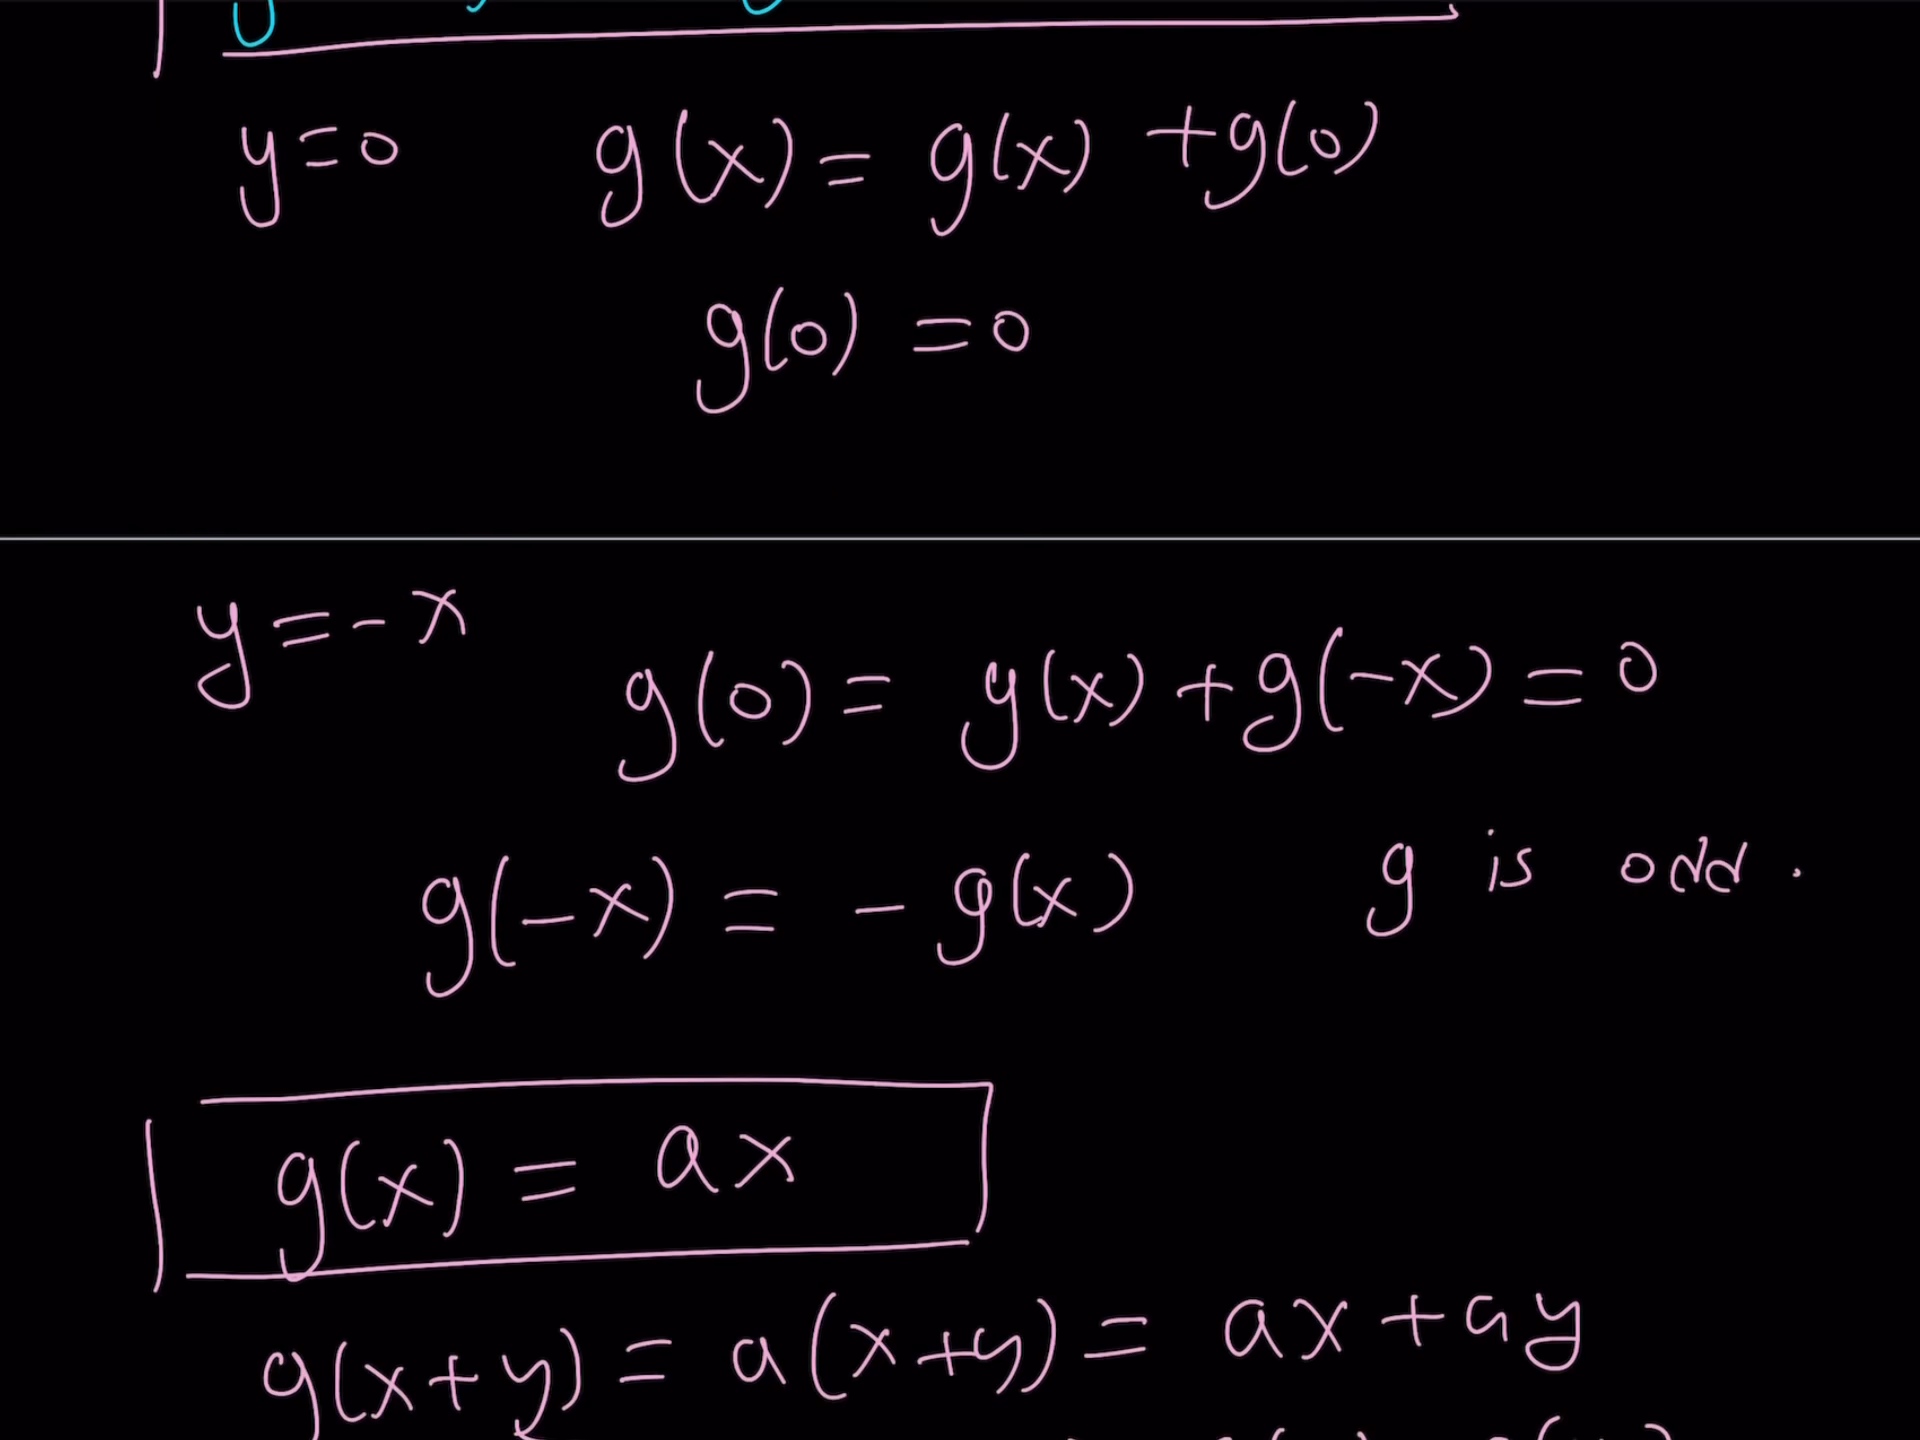 y=0 g(x)= g(x) +g(0)
g(0) =0
y=-x
g(0)= g(x)+g(-x)=0
g(-x) = -g(x) g is odd.
g(x) = ax
g(x+y) = a(x+y)= ax+ay